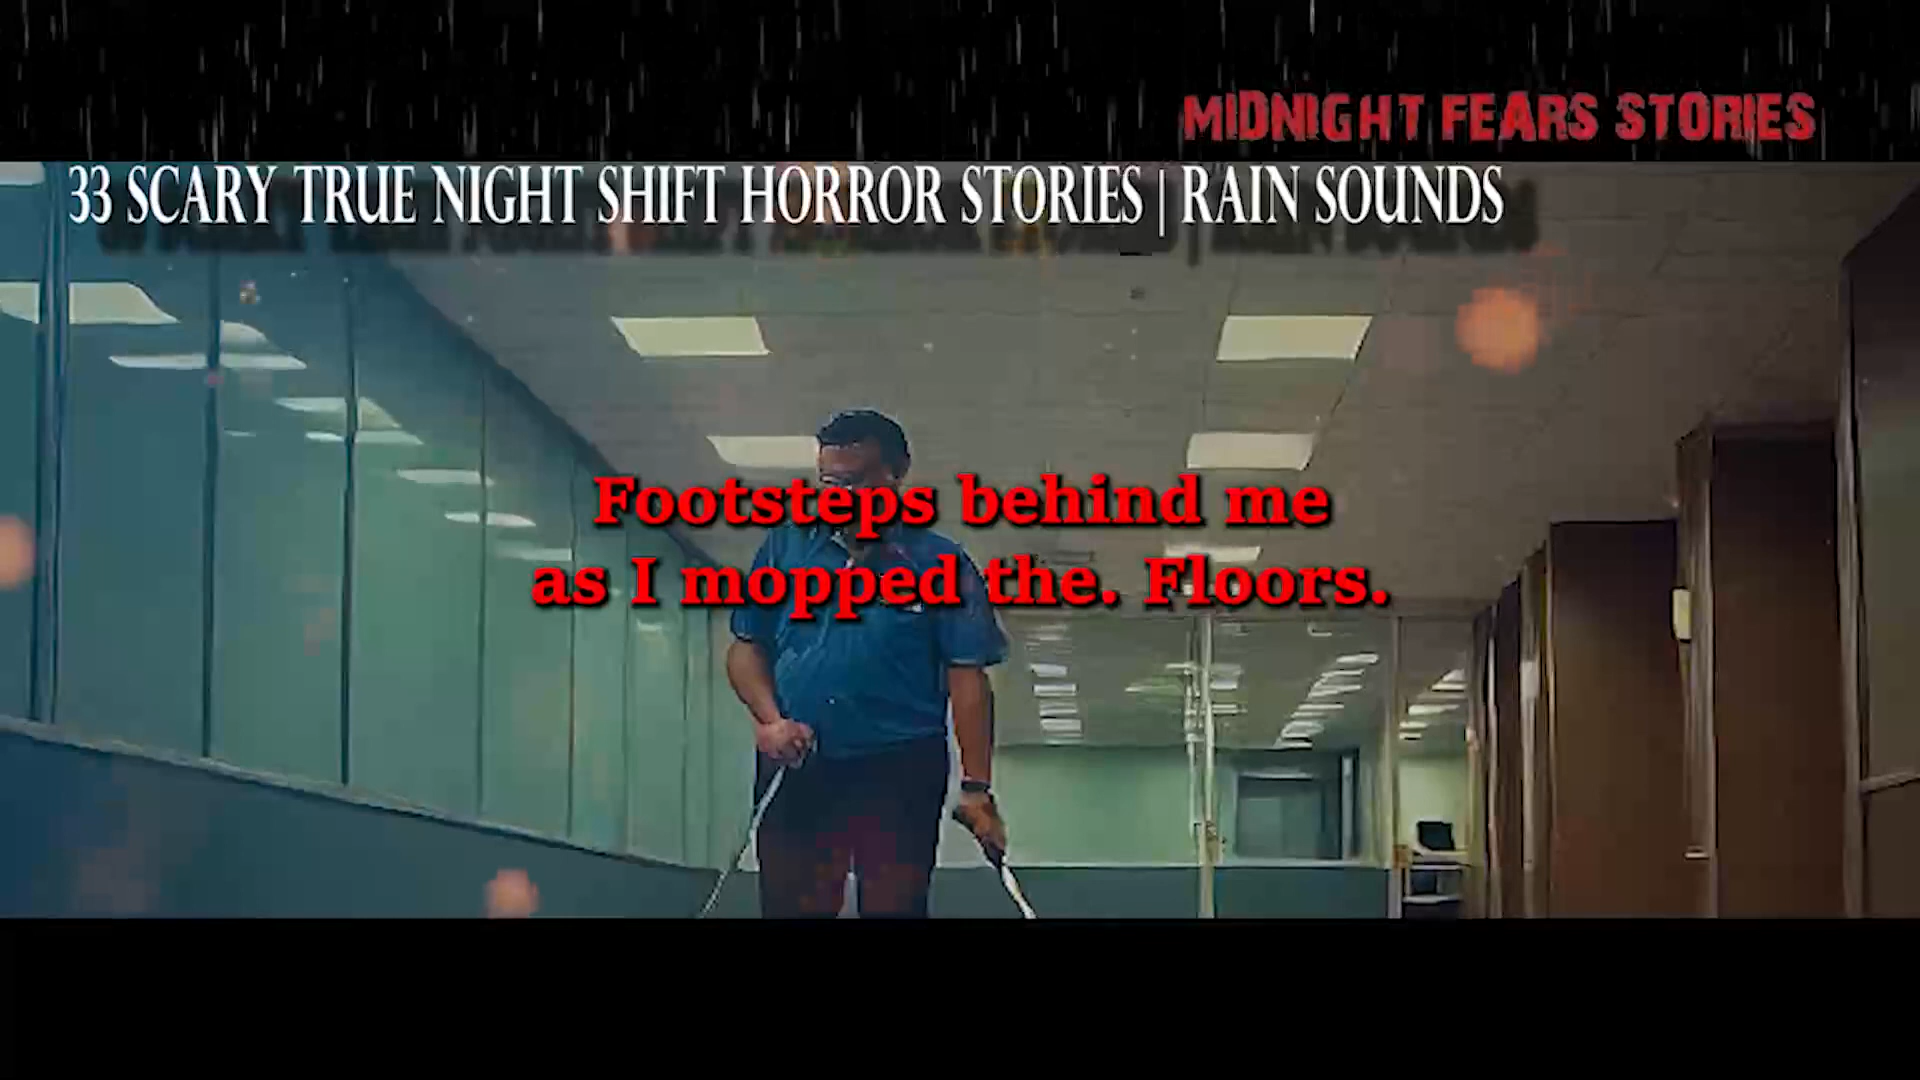 MIDNIGHT FEARS STORIES
33 SCARY TRUE NIGHT SHIFT HORROR STORIES | RAIN SOUNDS
Footsteps behind me
as I mopped the. Floors.